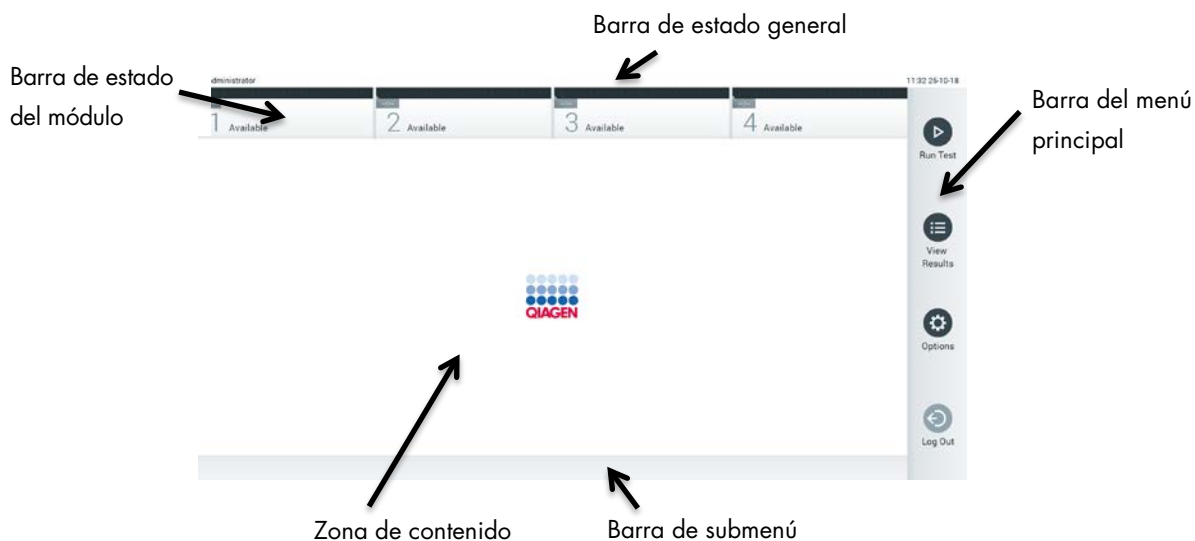 Barra de estado general
Barra de estado
del módulo
dministrator
11:32 25-10-18
Barra del menú
principal
1 Available
2 Available
3 Available
4 Available
Run Test
View
Results
QIAGEN
Options
Log Out
Zona de contenido
Barra de submenú